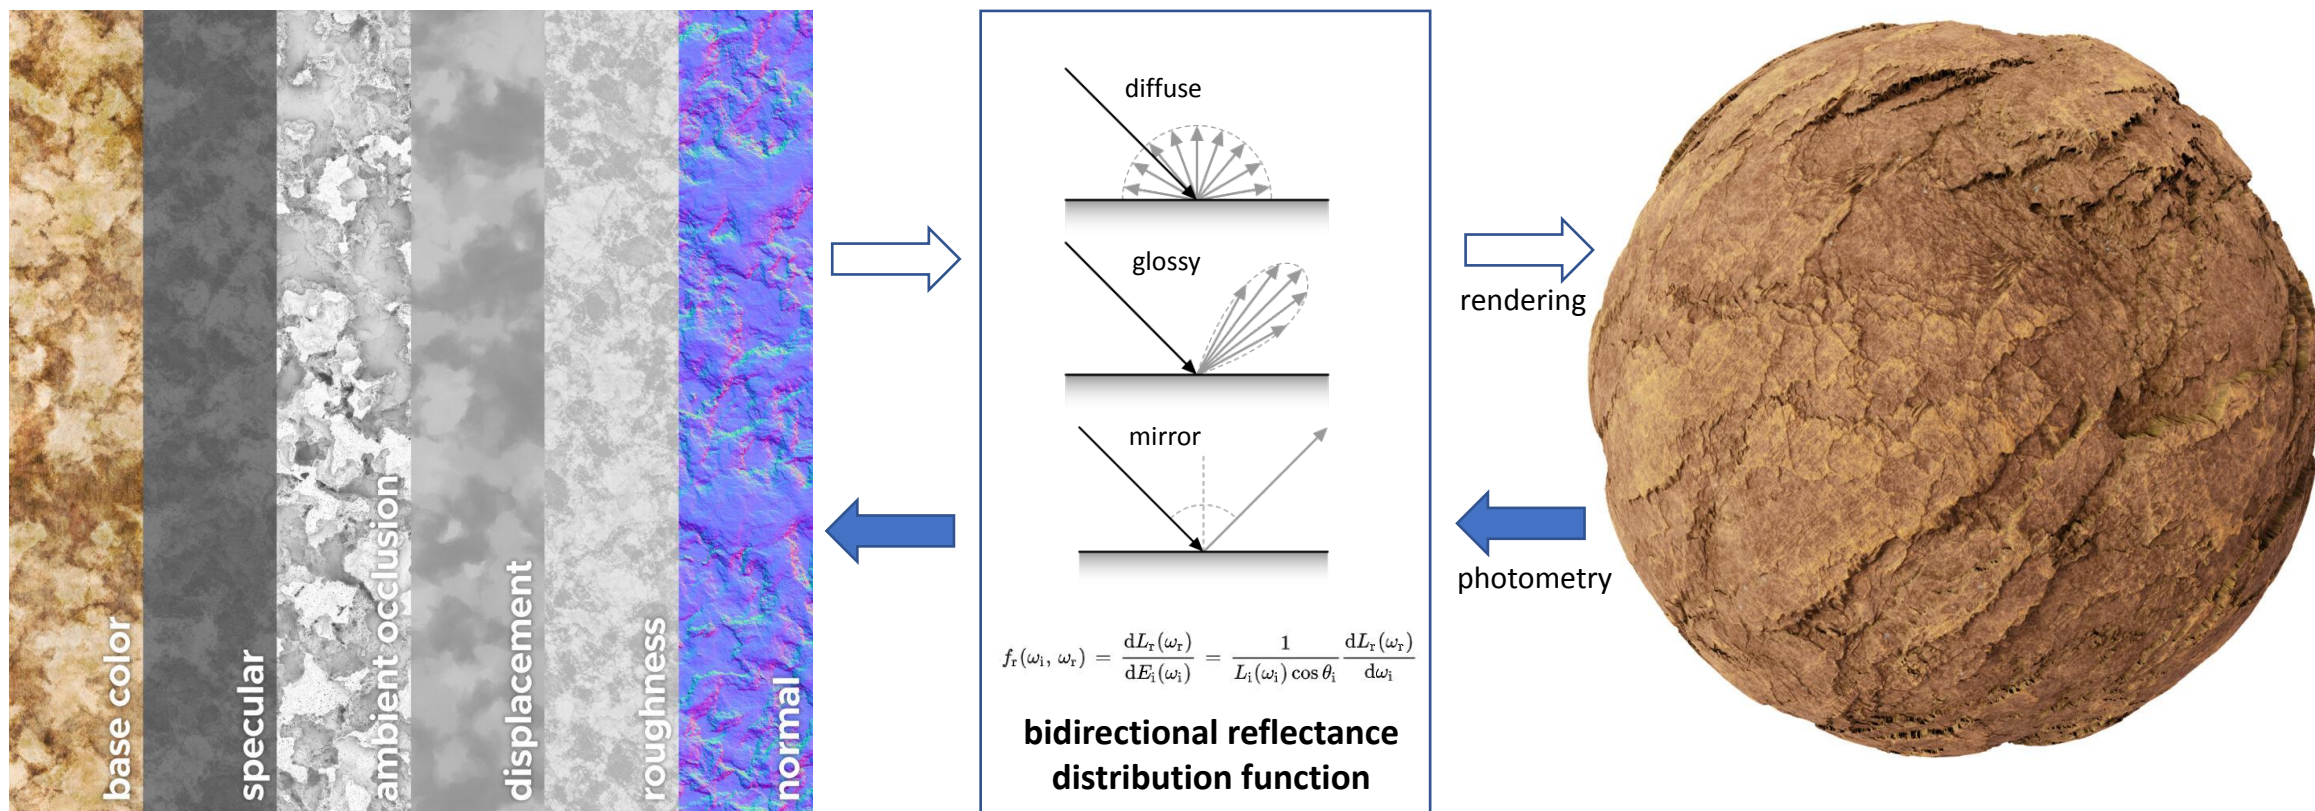 base color
specular
ambient occlusion
displacement
roughness
normal
diffuse
glossy
mirror
f_r(ω_i, ω_r) = dL_r(ω_r) / dE_i(ω_i) = 1 / (L_i(ω_i) cos θ_i) dL_r(ω_r) / dω_i
bidirectional reflectance
distribution function
rendering
photometry